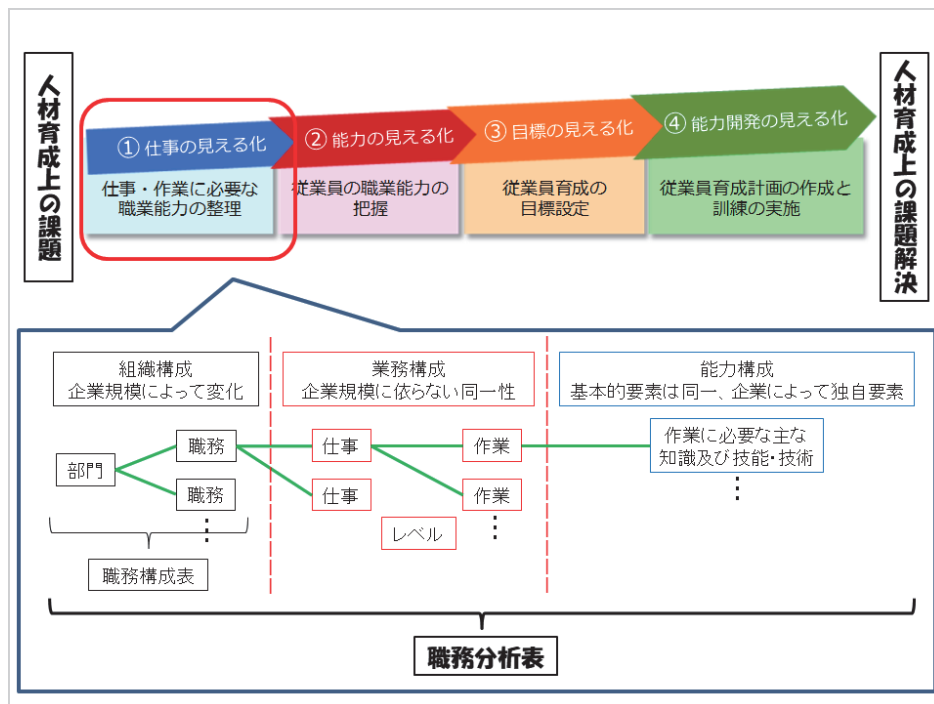 人材育成上の課題
①仕事の見える化
仕事・作業に必要な
職業能力の整理
②能力の見える化
従業員の職業能力の
把握
③目標の見える化
従業員育成の
目標設定
④能力開発の見える化
従業員育成計画の作成と
訓練の実施
人材育成上の課題解決
組織構成
企業規模によって変化
業務構成
企業規模に依らない同一性
能力構成
基本的要素は同一、企業によって独自要素
部門
職務
職務
仕事
仕事
作業
作業
作業に必要な主な
知識及び技能・技術
レベル
職務構成表
職務分析表